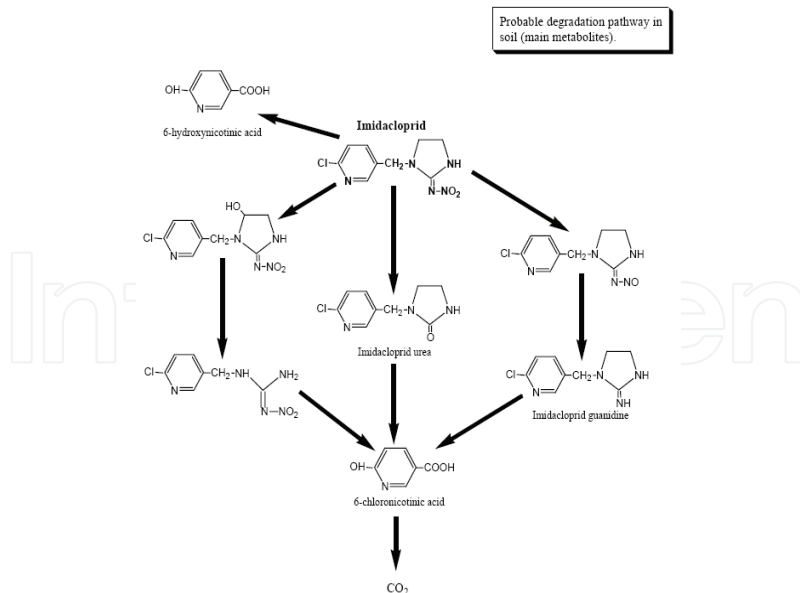 Probable degradation pathway in
soil (main metabolites).
OH
COOH
N
6-hydroxynicotinic acid
Imidacloprid
Cl
N
CH2
N
NH
N-NO2
HO
Cl
N
CH2
N
NH
N-NO2
Cl
N
CH2
N
NH
N-NO
Cl
N
CH2
N
NH
O
Imidacloprid urea
Cl
N
CH2-NH
NH2
N-NO2
Cl
N
CH2
N
NH
NH
Imidacloprid guanidine
OH
COOH
N
6-chloronicotinic acid
CO2